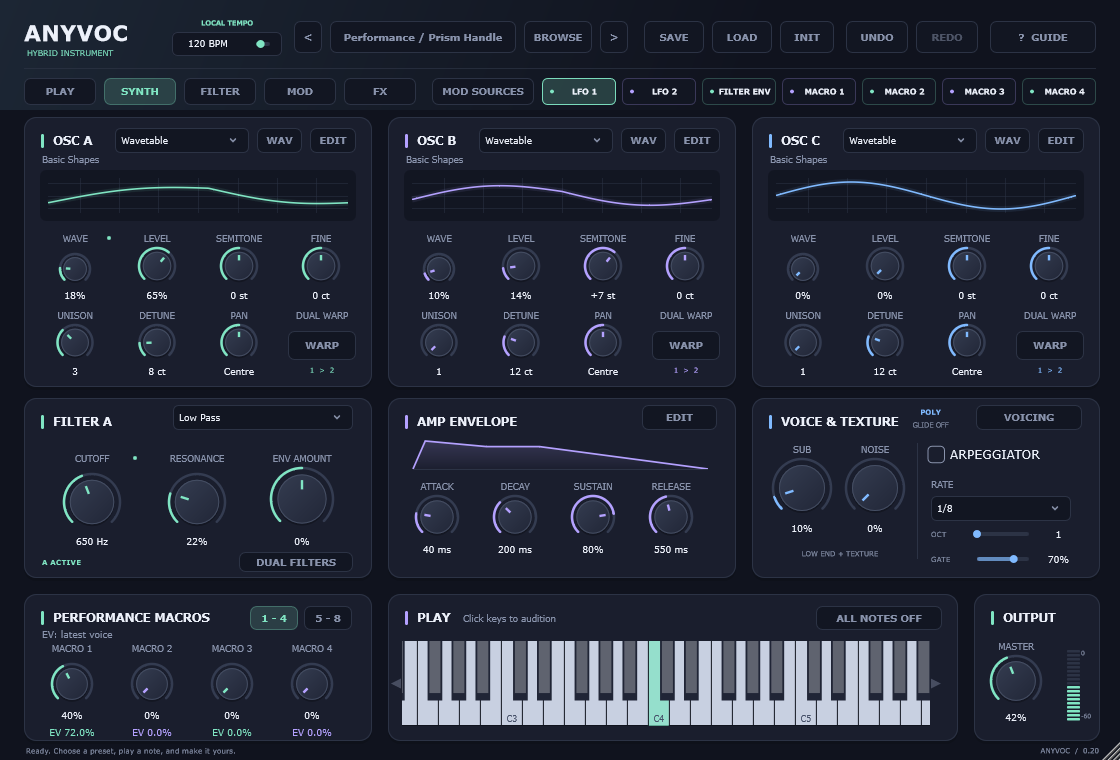 ANYVOC
HYBRID INSTRUMENT
LOCAL TEMPO
120 BPM
<
Performance / Prism Handle
BROWSE
>
SAVE
LOAD
INIT
UNDO
REDO
? GUIDE
PLAY
SYNTH
FILTER
MOD
FX
MOD SOURCES
LFO 1
LFO 2
FILTER ENV
MACRO 1
MACRO 2
MACRO 3
MACRO 4
OSC A
Wavetable
WAV
EDIT
Basic Shapes
WAVE
LEVEL
SEMITONE
FINE
18%
65%
0 st
0 ct
UNISON
DETUNE
PAN
DUAL WARP
WARP
3
8 ct
Centre
1 > 2
OSC B
Wavetable
WAV
EDIT
Basic Shapes
WAVE
LEVEL
SEMITONE
FINE
10%
14%
+7 st
0 ct
UNISON
DETUNE
PAN
DUAL WARP
WARP
1
12 ct
Centre
1 > 2
OSC C
Wavetable
WAV
EDIT
Basic Shapes
WAVE
LEVEL
SEMITONE
FINE
0%
0%
0 st
0 ct
UNISON
DETUNE
PAN
DUAL WARP
WARP
1
12 ct
Centre
1 > 2
FILTER A
Low Pass
CUTOFF
RESONANCE
ENV AMOUNT
650 Hz
22%
0%
A ACTIVE
DUAL FILTERS
AMP ENVELOPE
EDIT
ATTACK
DECAY
SUSTAIN
RELEASE
40 ms
200 ms
80%
550 ms
VOICE & TEXTURE
POLY
GLIDE OFF
VOICING
SUB
NOISE
10%
0%
LOW END + TEXTURE
ARPEGGIATOR
RATE
1/8
OCT
1
GATE
70%
PERFORMANCE MACROS
1 - 4
5 - 8
EV: latest voice
MACRO 1
MACRO 2
MACRO 3
MACRO 4
40%
0%
0%
0%
EV 72.0%
EV 0.0%
EV 0.0%
EV 0.0%
PLAY
Click keys to audition
ALL NOTES OFF
C3
C4
C5
OUTPUT
MASTER
0
-60
42%
Ready. Choose a preset, play a note, and make it yours.
ANYVOC / 0.20